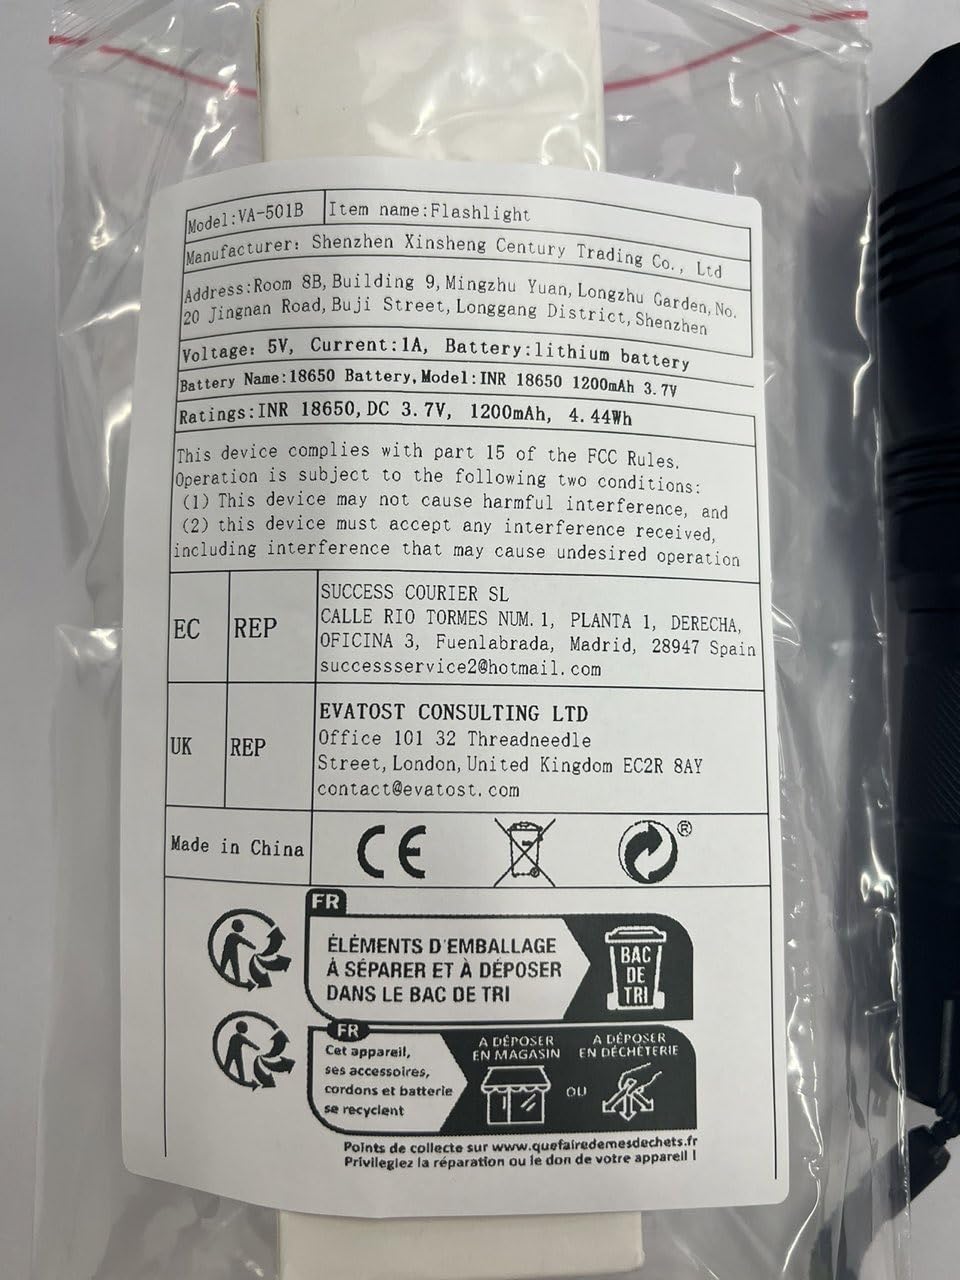 Model:VA-501B Item name:Flashlight
Manufacturer: Shenzhen Xinsheng Century Trading Co., Ltd
Address:Room 8B,Building 9,Mingzhu Yuan,Longzhu Garden,No.
20 Jingnan Road,Buji Street,Longgang District,Shenzhen
Voltage: 5V, Current:1A, Battery:lithium battery
Battery Name:18650 Battery,Model:INR 18650 1200mAh 3.7V
Ratings:INR 18650,DC 3.7V, 1200mAh, 4.44Wh
This device complies with part 15 of the FCC Rules.
Operation is subject to the following two conditions:
(1) This device may not cause harmful interference, and
(2) this device must accept any interference received,
including interference that may cause undesired operation
EC REP
SUCCESS COURIER SL
CALLE RIO TORMES NUM.1, PLANTA 1, DERECHA,
OFICINA 3, Fuenlabrada, Madrid, 28947 Spain
successservice2@hotmail.com
UK REP
EVATOST CONSULTING LTD
Office 101 32 Threadneedle
Street,London,United Kingdom EC2R 8AY
contact@evatost.com
Made in China
CE
®
FR
ÉLÉMENTS D'EMBALLAGE
À SÉPARER ET À DÉPOSER
DANS LE BAC DE TRI
BAC
DE
TRI
FR
Cet appareil,
ses accessoires,
cordons et batterie
se recyclent
A DÉPOSER
EN MAGASIN
OU
A DÉPOSER
EN DÉCHÈTERIE
Points de collecte sur www.quefairedemesdechets.fr
Privilegiez la réparation ou le don de votre appareil !